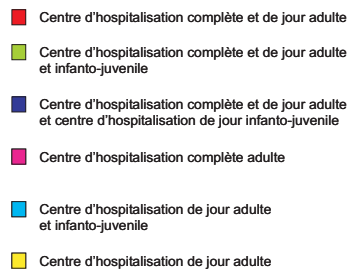 Centre d'hospitalisation complète et de jour adulte
Centre d'hospitalisation complète et de jour adulte
et infanto-juvenile
Centre d'hospitalisation complète et de jour adulte
et centre d'hospitalisation de jour infanto-juvenile
Centre d'hospitalisation complète adulte
Centre d'hospitalisation de jour adulte
et infanto-juvenile
Centre d'hospitalisation de jour adulte